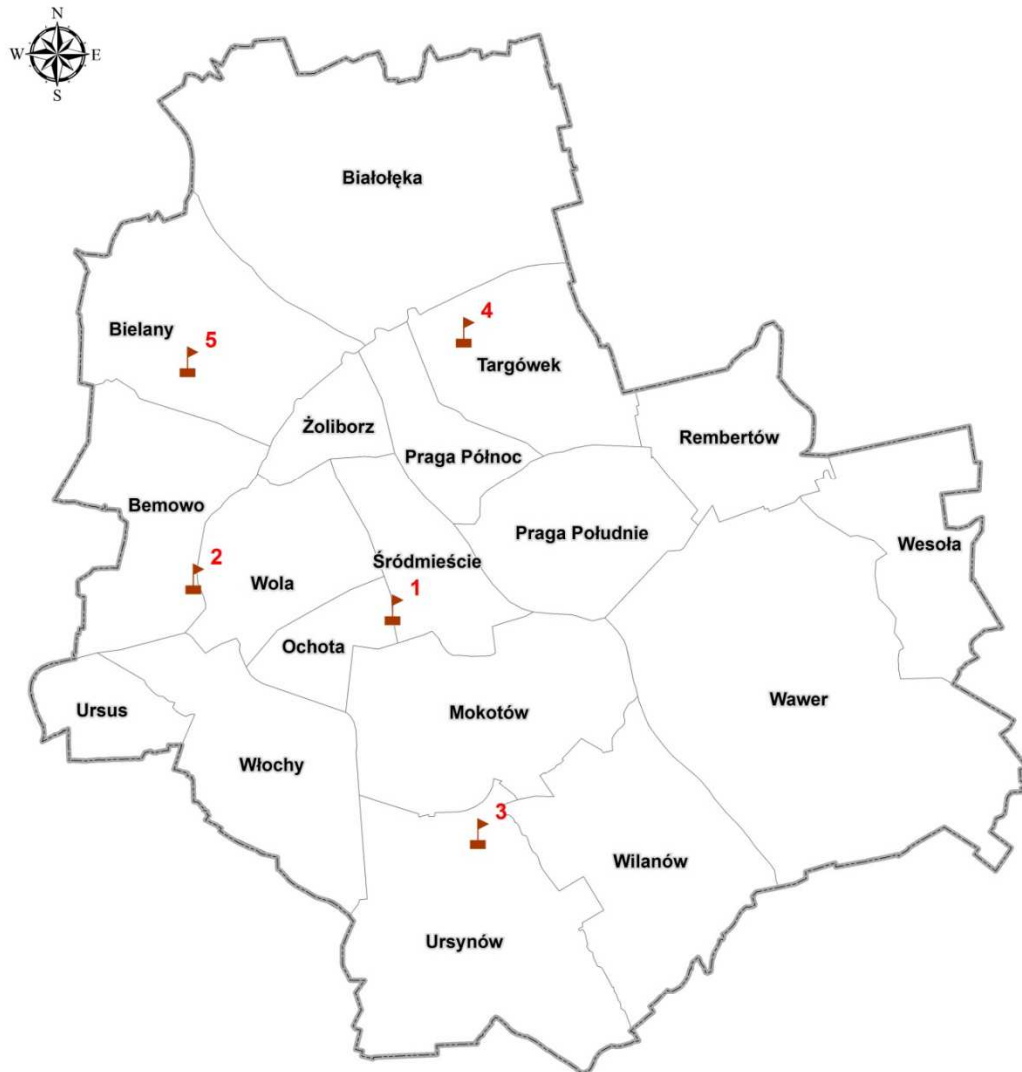 N
W E
S
Białołęka
4
5
Bielany
Targówek
Żoliborz
Rembertów
Praga Północ
Bemowo
Praga Południe
Wesoła
2
Śródmieście
Wola
1
Ochota
Wawer
Ursus
Mokotów
Włochy
3
Wilanów
Ursynów